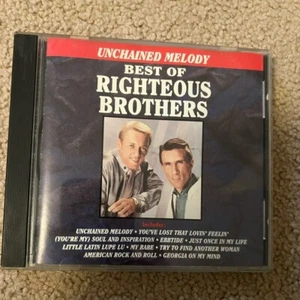 UNCHAINED MELODY
BEST OF
RIGHTEOUS
BROTHERS
includes:
UNCHAINED MELODY • YOU'VE LOST THAT LOVIN' FEELIN'
(YOU'RE MY) SOUL AND INSPIRATION • EBBTIDE • JUST ONCE IN MY LIFE
LITTLE LATIN LUPE LU • MY BABE • TRY TO FIND ANOTHER WOMAN
AMERICAN ROCK AND ROLL • GEORGIA ON MY MIND